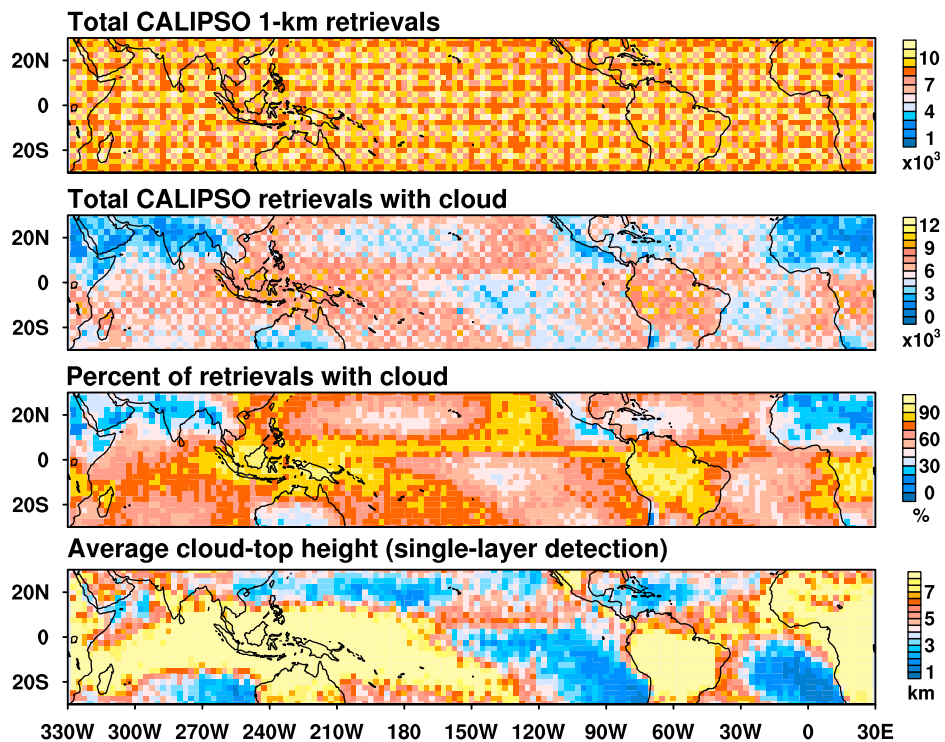 Total CALIPSO 1-km retrievals
20N
0
20S
10
7
4
1
x10³
Total CALIPSO retrievals with cloud
20N
0
20S
12
9
6
3
0
x10³
Percent of retrievals with cloud
20N
0
20S
90
60
30
0
%
Average cloud-top height (single-layer detection)
20N
0
20S
7
5
3
1
km
330W 300W 270W 240W 210W 180 150W 120W 90W 60W 30W 0 30E